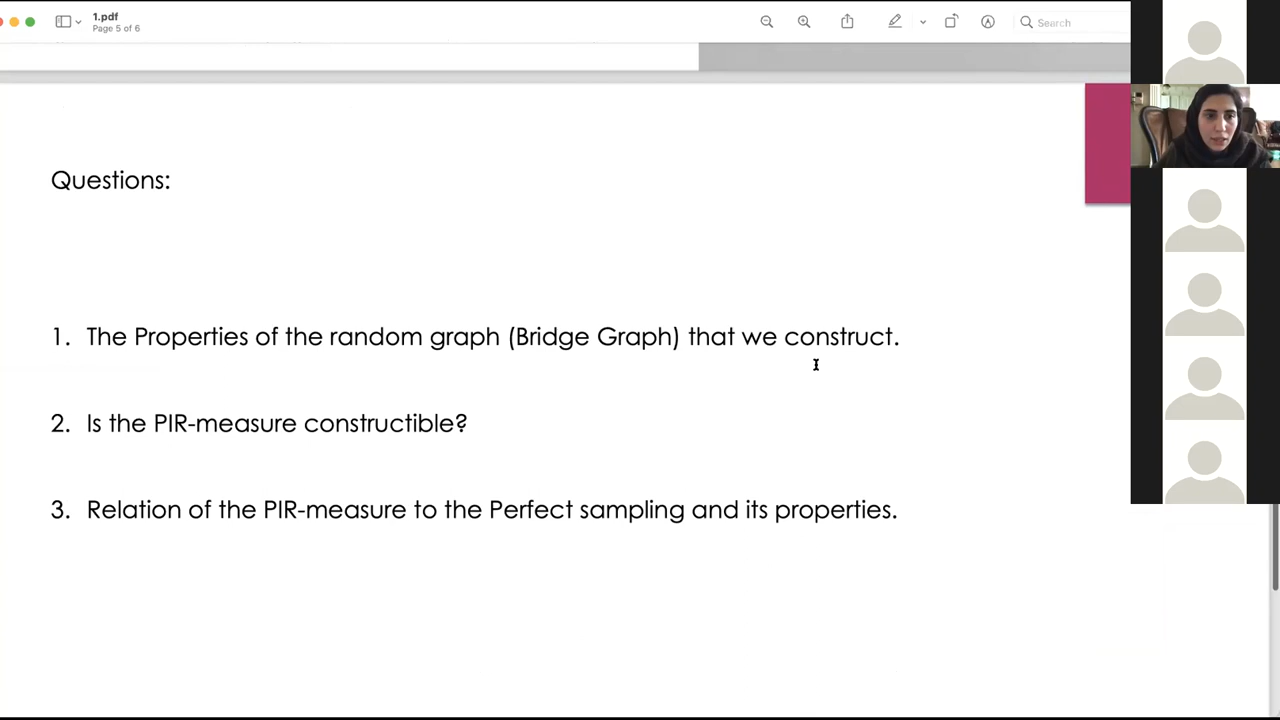 1.pdf
Page 5 of 6
Search
Questions:
1. The Properties of the random graph (Bridge Graph) that we construct.
2. Is the PIR-measure constructible?
3. Relation of the PIR-measure to the Perfect sampling and its properties.